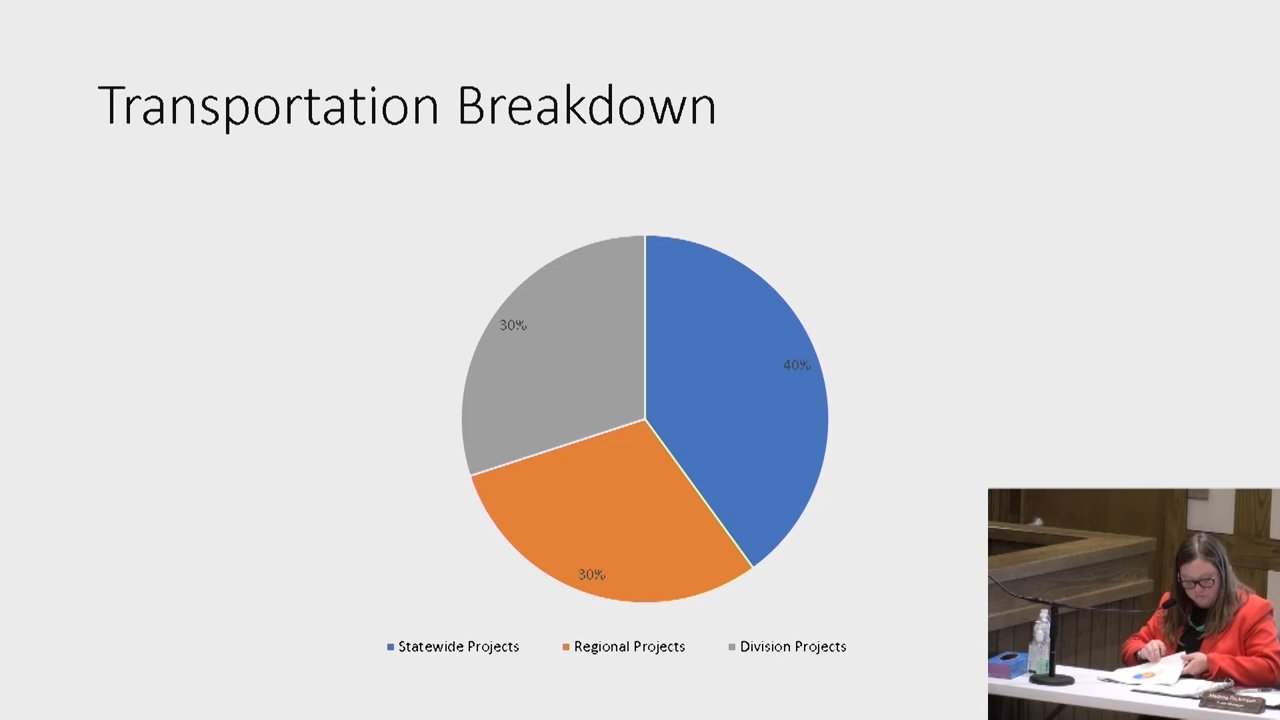 Transportation Breakdown
30%
40%
30%
Statewide Projects
Regional Projects
Division Projects